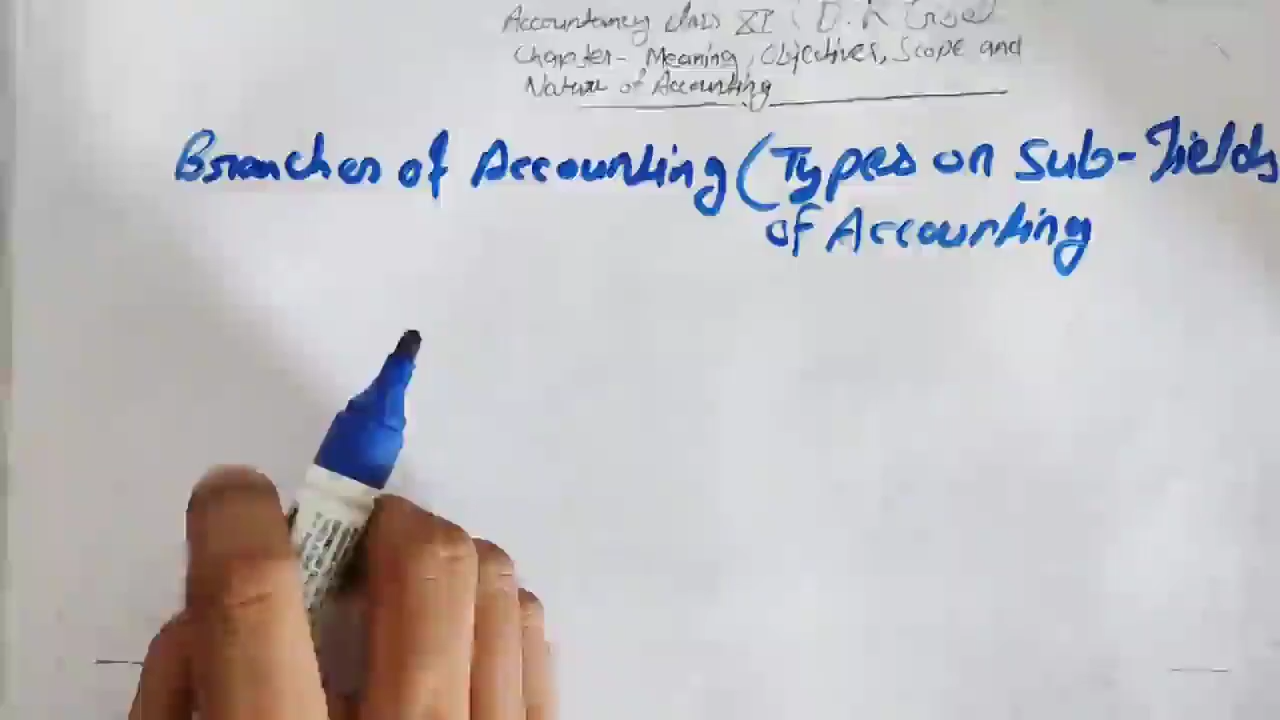 Accountancy class XI (D. K Goel)
Chapter- Meaning, Objectives, Scope and
Nature of Accounting
Branches of Accounting (Types or Sub-Fields
of Accounting